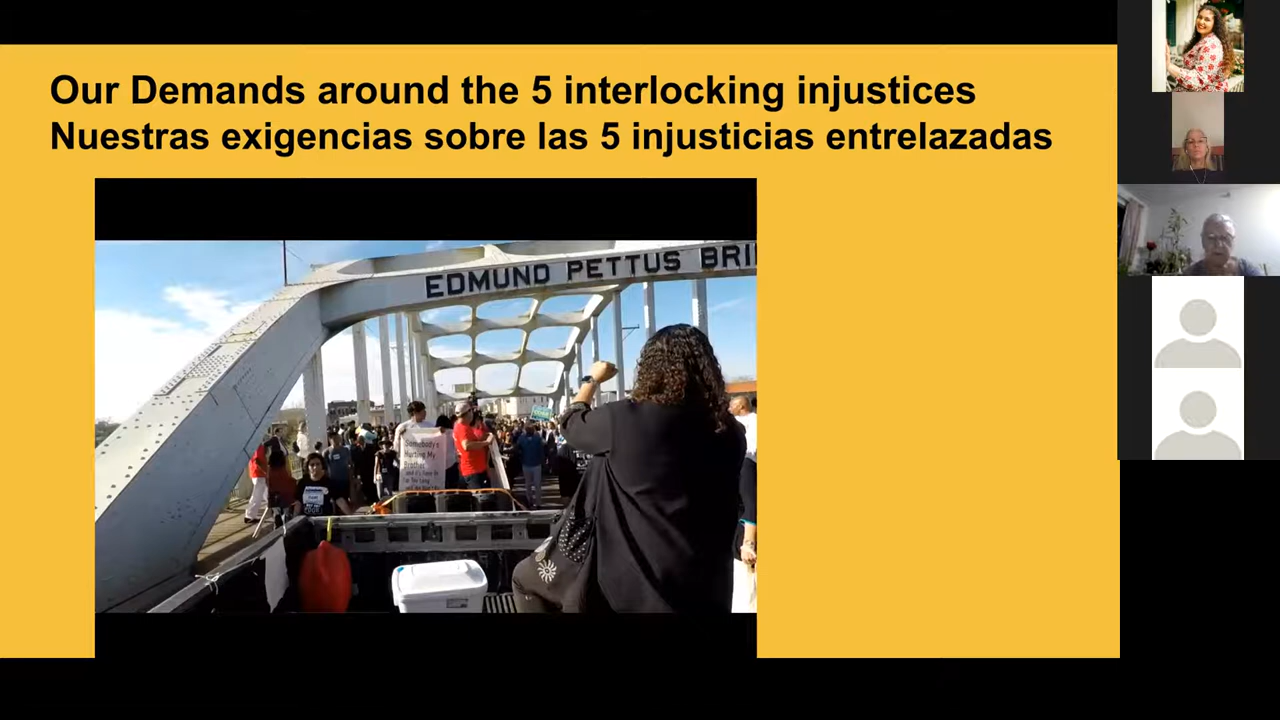 Our Demands around the 5 interlocking injustices
Nuestras exigencias sobre las 5 injusticias entrelazadas
EDMUND PETTUS BRI
Somebody's
Hurting My
Brother